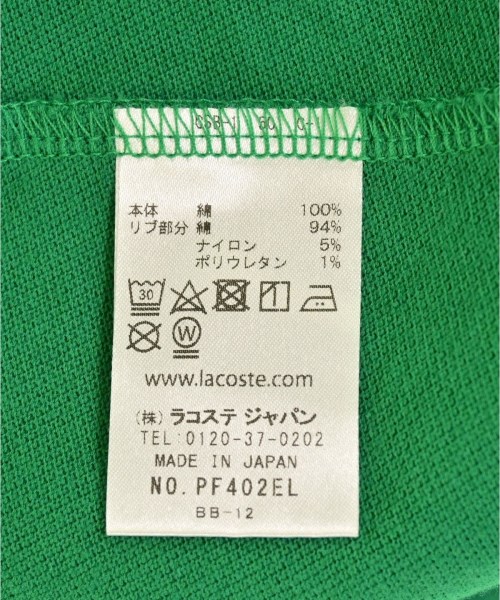 本体 綿 100%
リブ部分 綿 94%
ナイロン 5%
ポリウレタン 1%
30
W
www.lacoste.com
(株) ラコステ ジャパン
TEL:0120-37-0202
MADE IN JAPAN
NO. PF402EL
BB-12